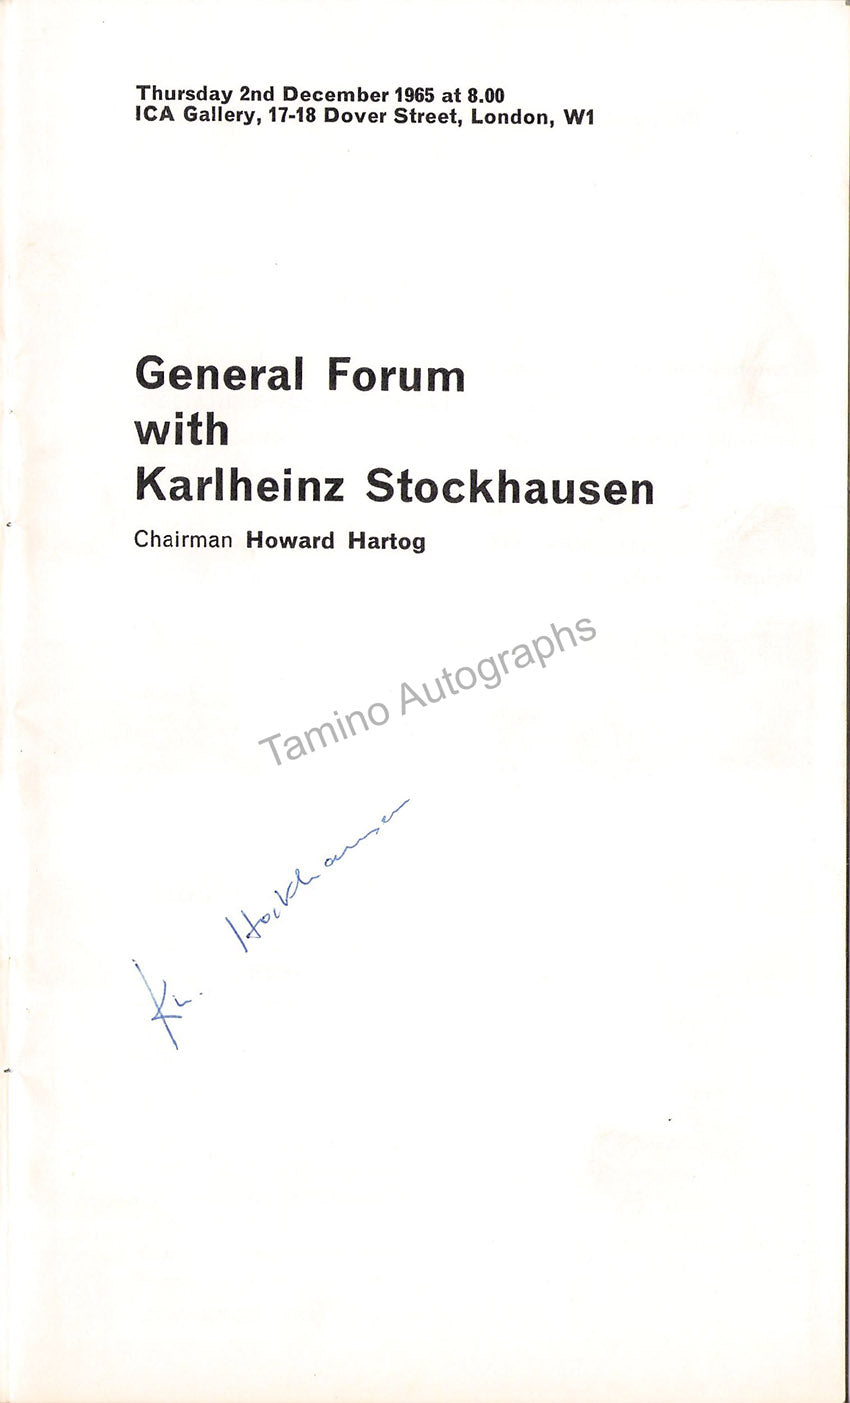 Thursday 2nd December 1965 at 8.00
ICA Gallery, 17-18 Dover Street, London, W1
General Forum
with
Karlheinz Stockhausen
Chairman Howard Hartog
Tamino Autographs
Stockhausen